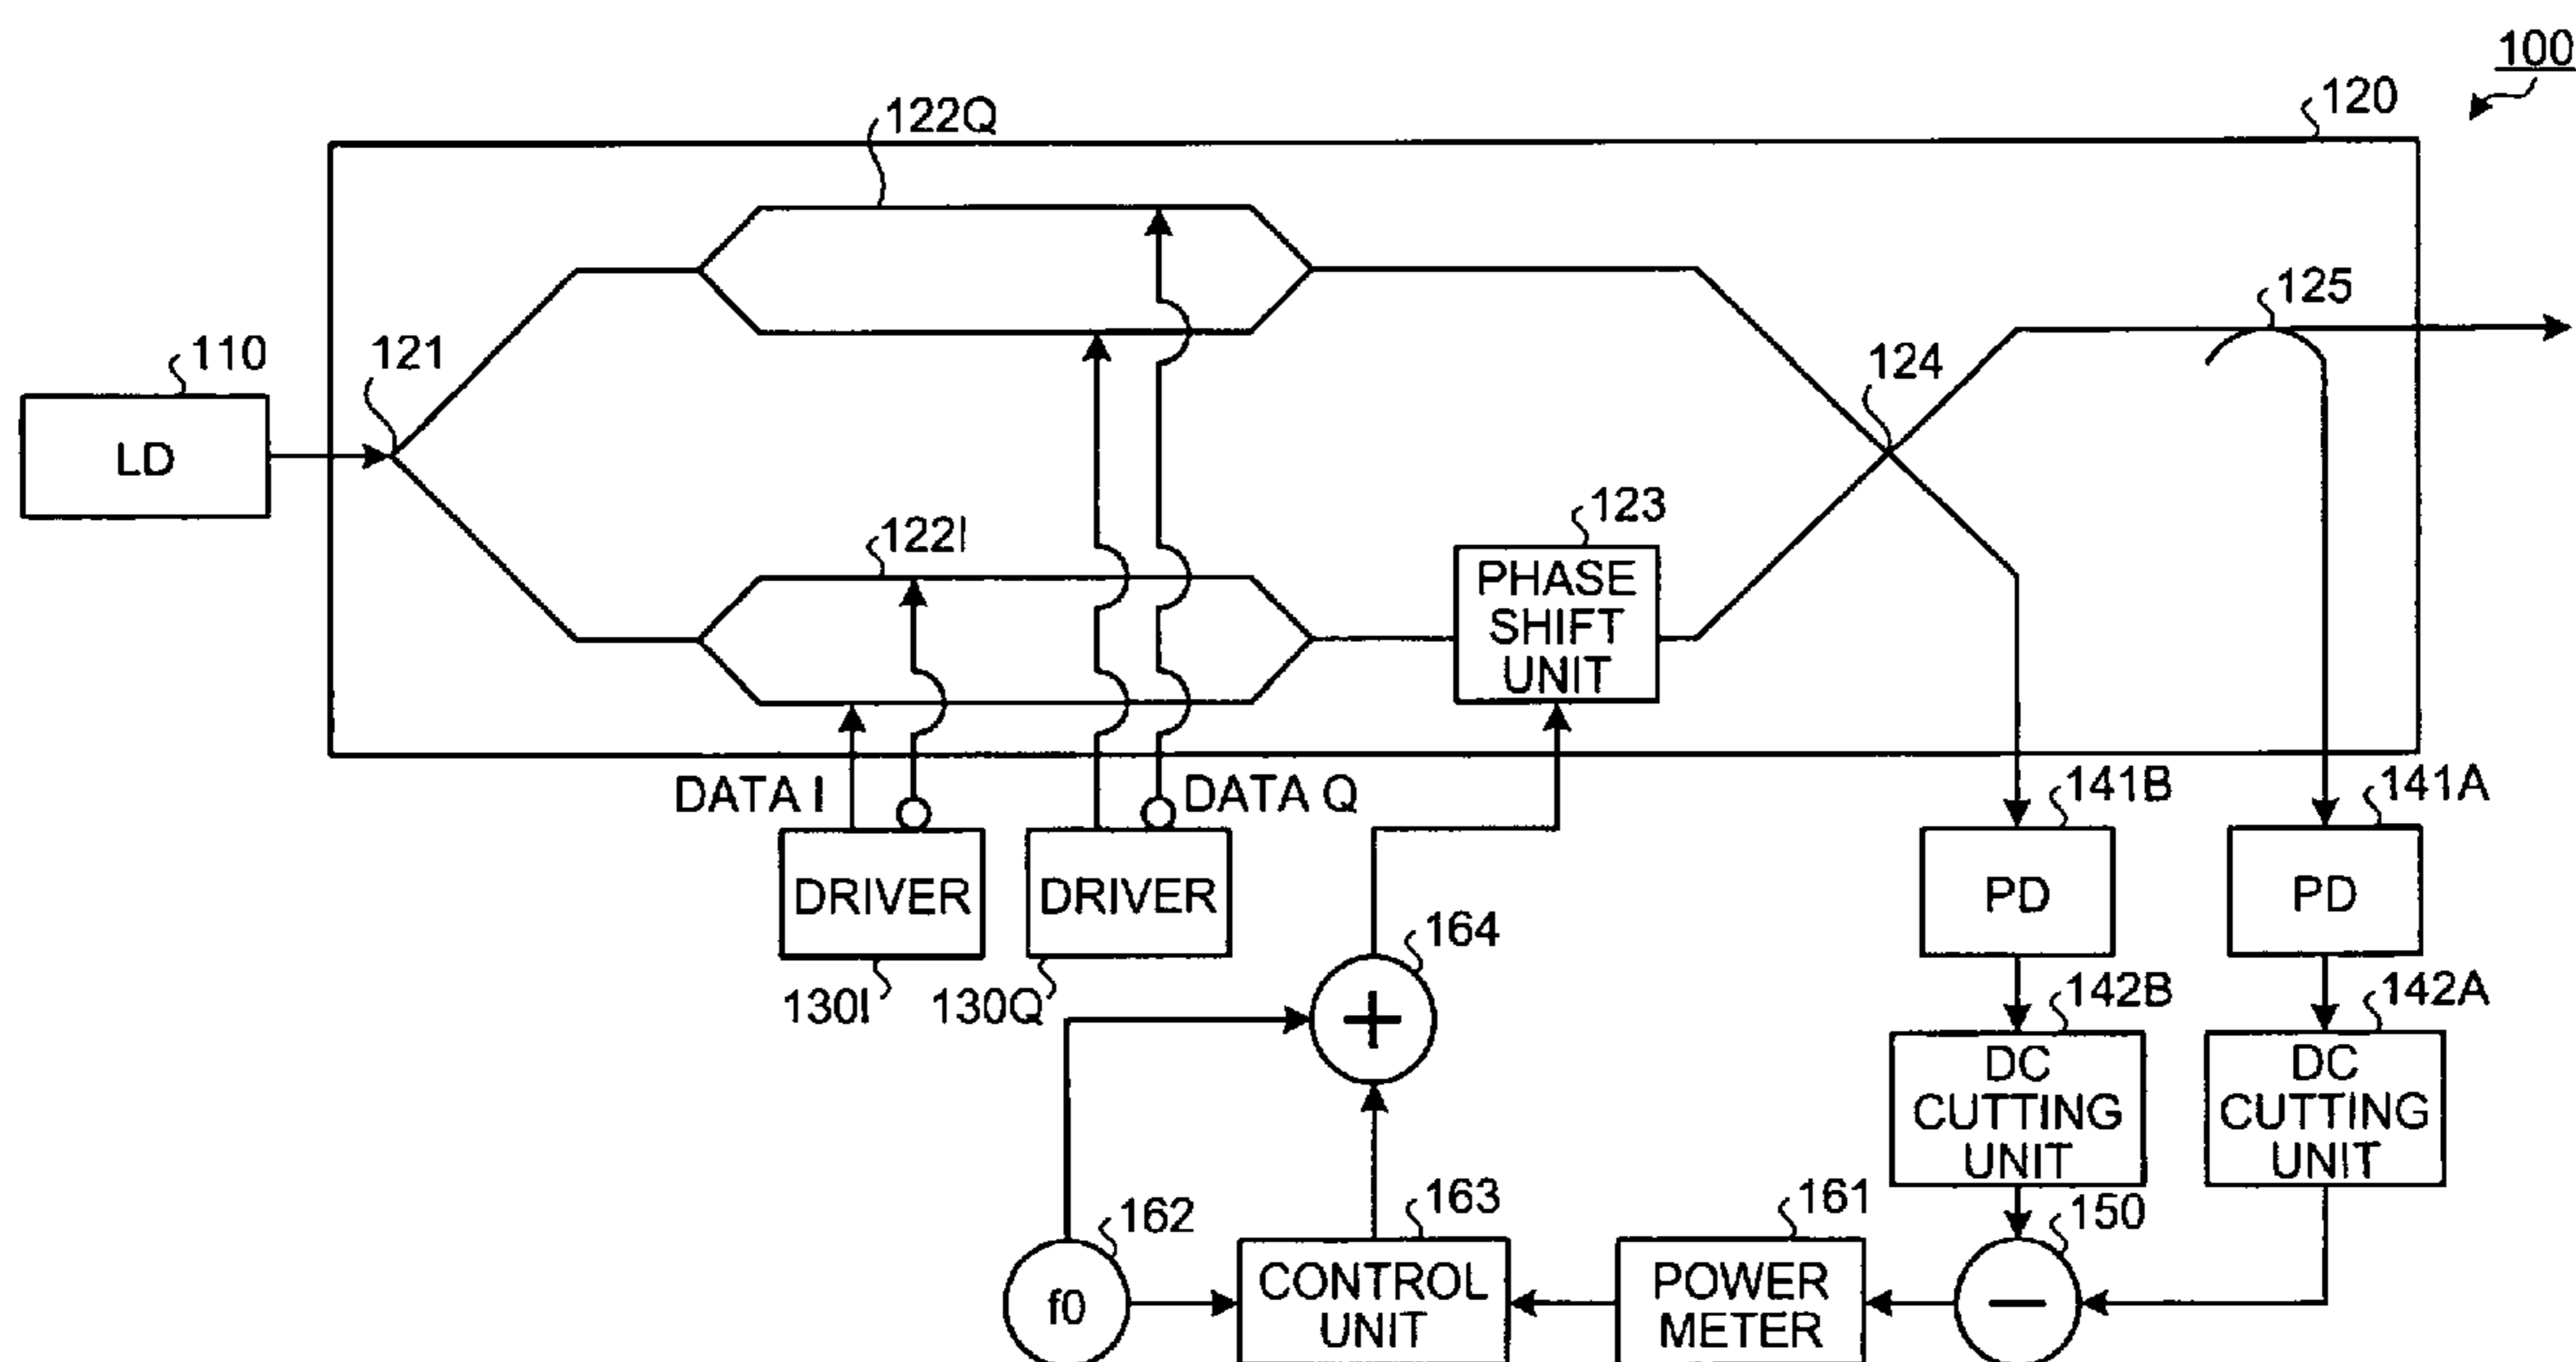 100
120
122Q
125
110
121
124
LD
123
122I
PHASE
SHIFT
UNIT
DATA I
DATA Q
141B
141A
DRIVER
DRIVER
PD
PD
164
130I
130Q
+
142B
142A
DC
CUTTING
UNIT
DC
CUTTING
UNIT
162
163
161
150
f0
CONTROL
UNIT
POWER
METER
−